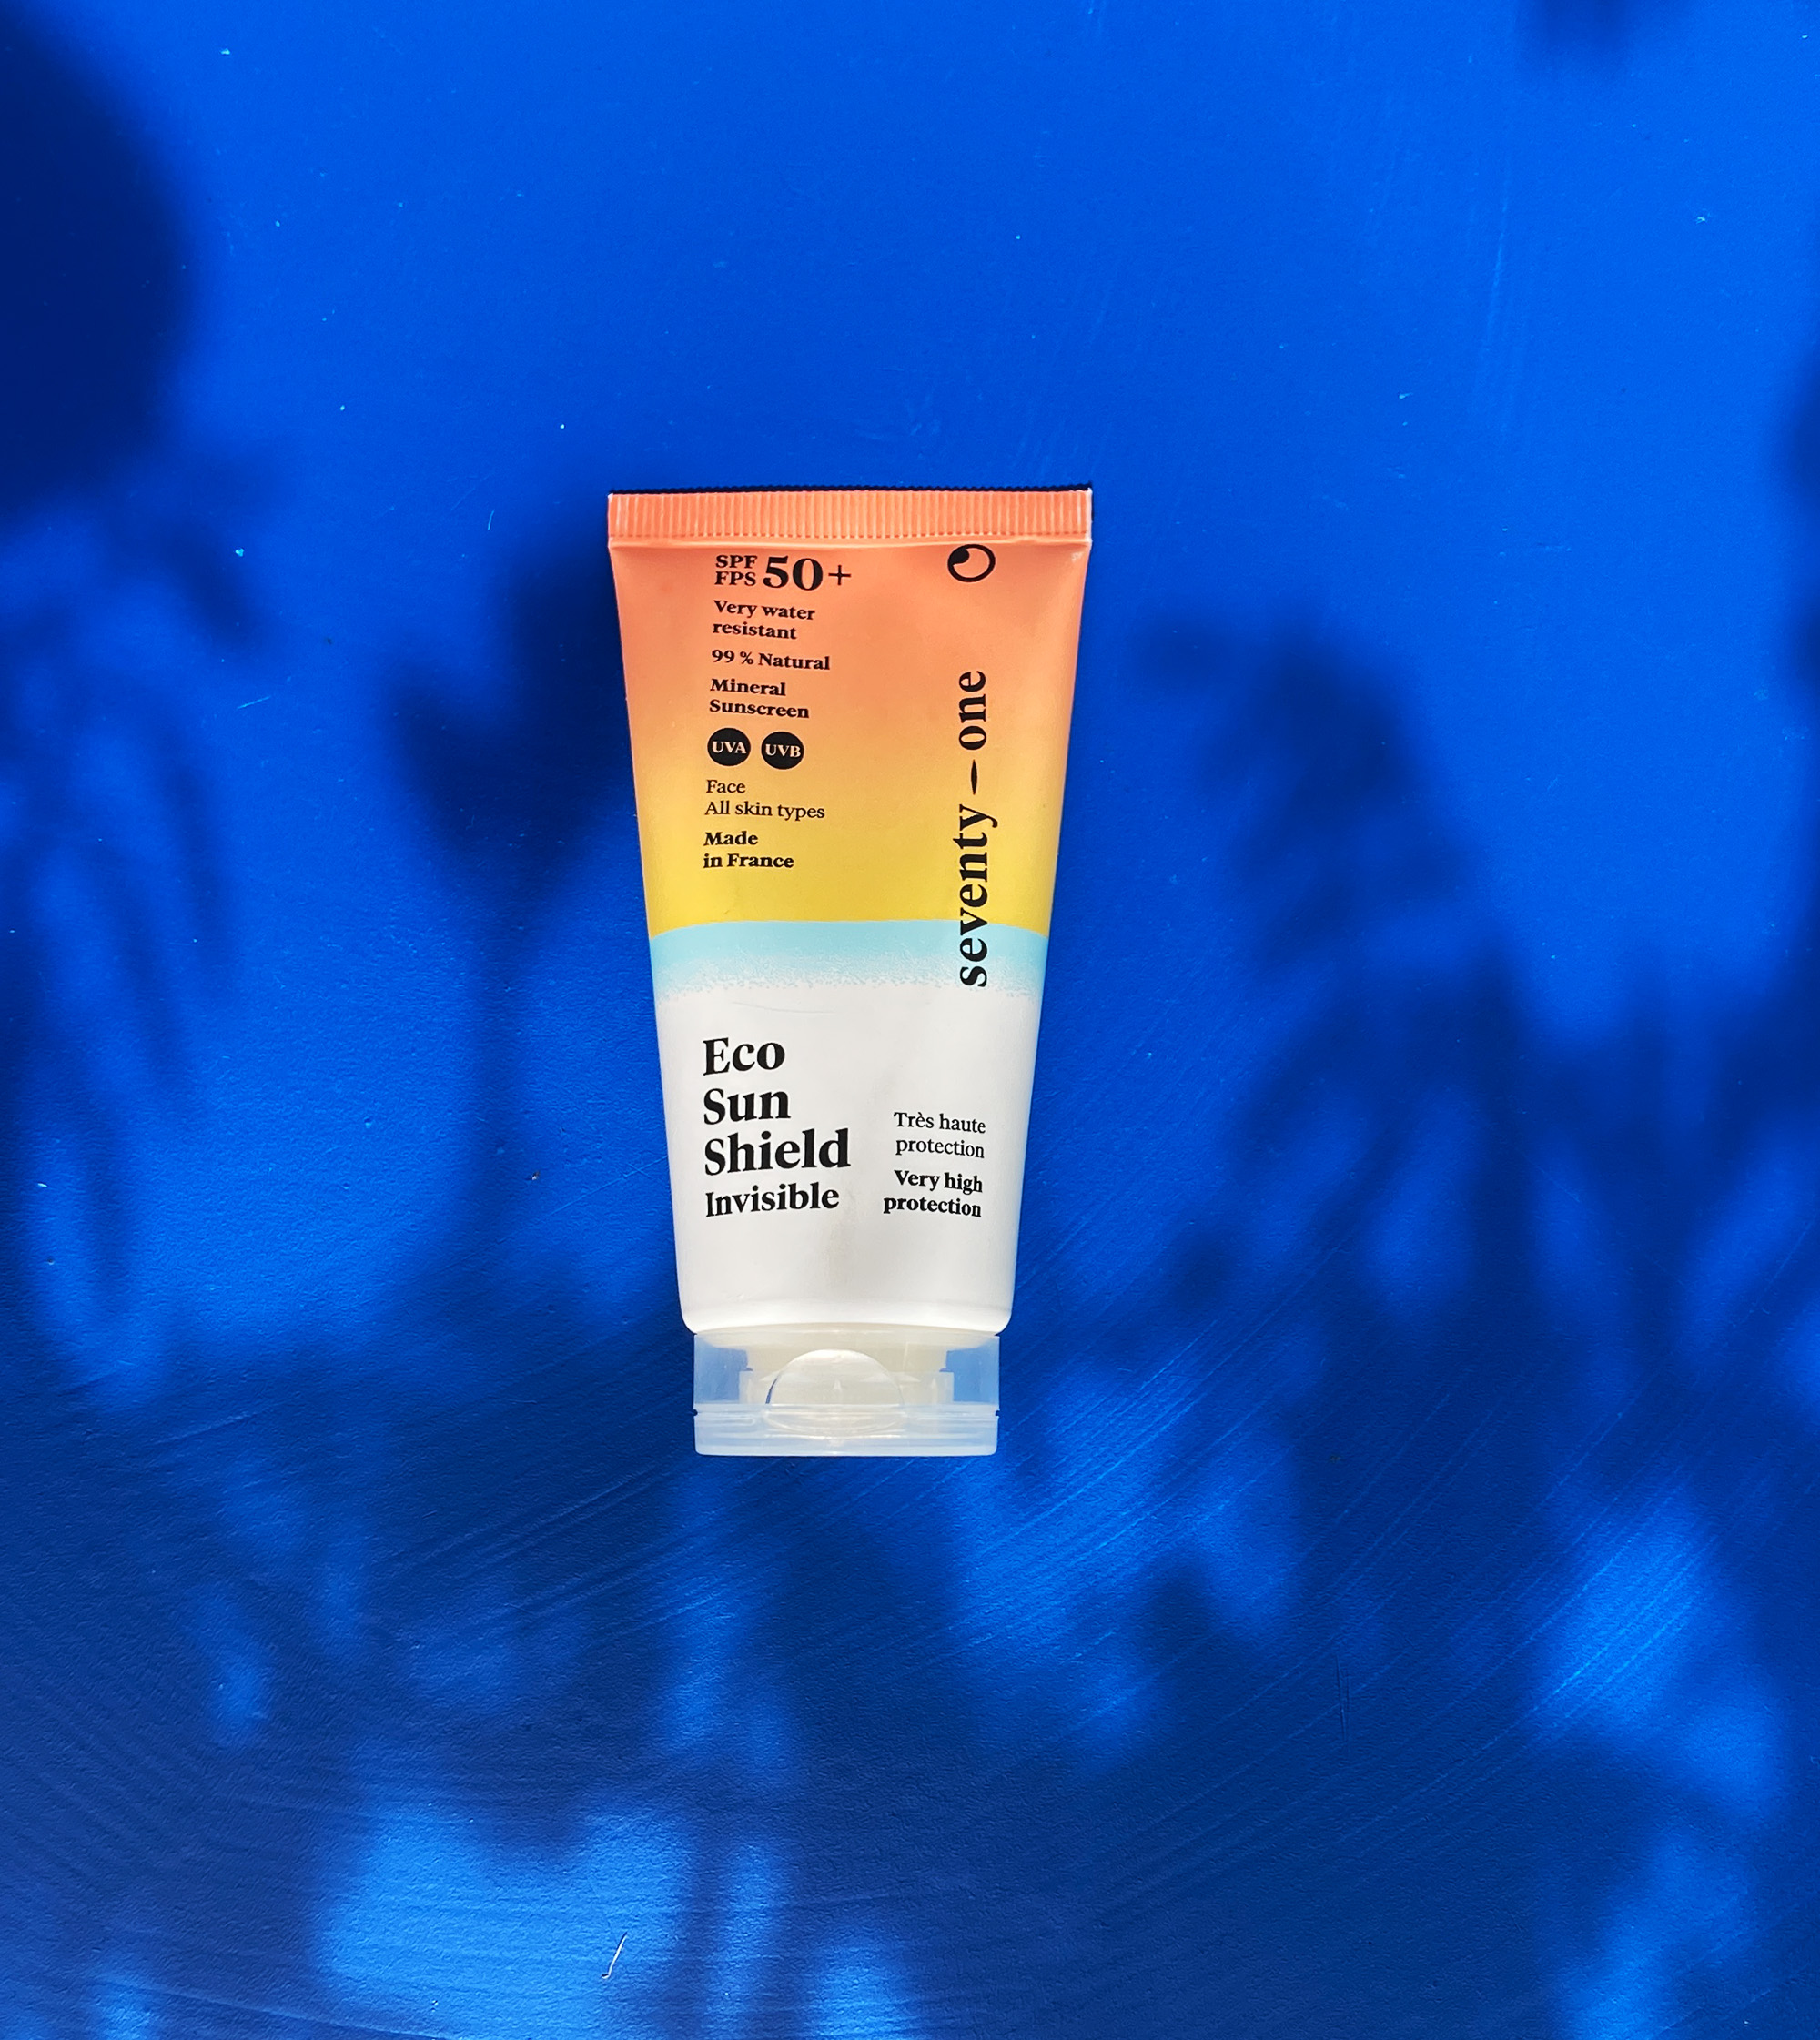 SPF
FPS 50+
Very water
resistant
99 % Natural
Mineral
Sunscreen
UVA UVB
Face
All skin types
Made
in France
seventy – one
Eco
Sun
Shield
Invisible
Très haute
protection
Very high
protection